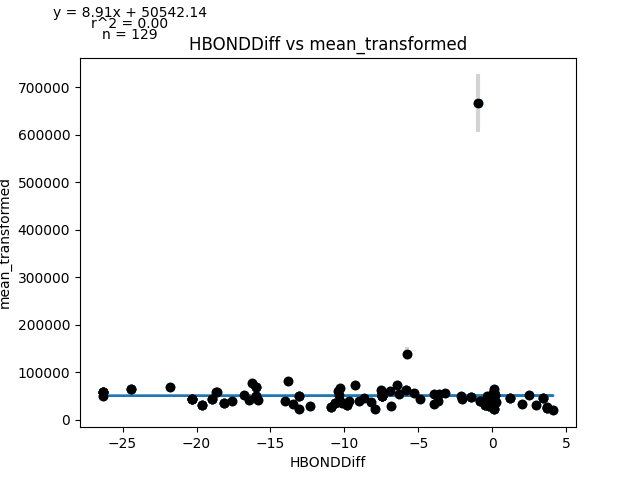 y = 8.91x + 50542.14
r^2 = 0.00
n = 129
HBONDDiff vs mean_transformed
700000
600000
500000
400000
300000
200000
100000
0
mean_transformed
−25
−20
−15
−10
−5
0
5
HBONDDiff